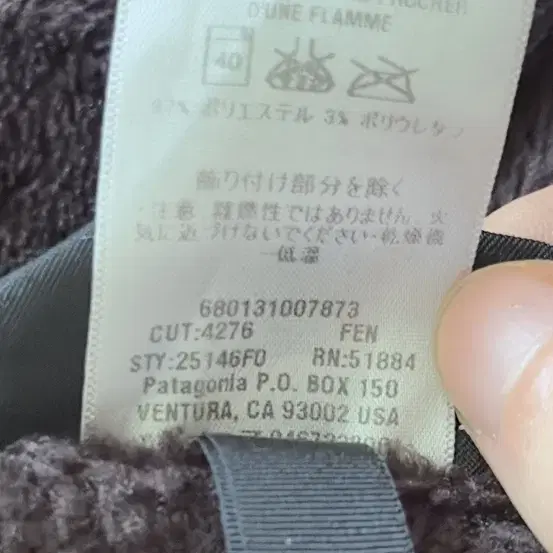 D'UNE FLAMME
40
97% ポリエステル 3% ポリウレタン
飾り付け部分を除く
・注意 難燃性ではありません。火
気に近づけないでください・乾燥機
一低温
680131007873
CUT:4276 FEN
STY:25146F0 RN:51884
Patagonia P.O. BOX 150
VENTURA, CA 93002 USA